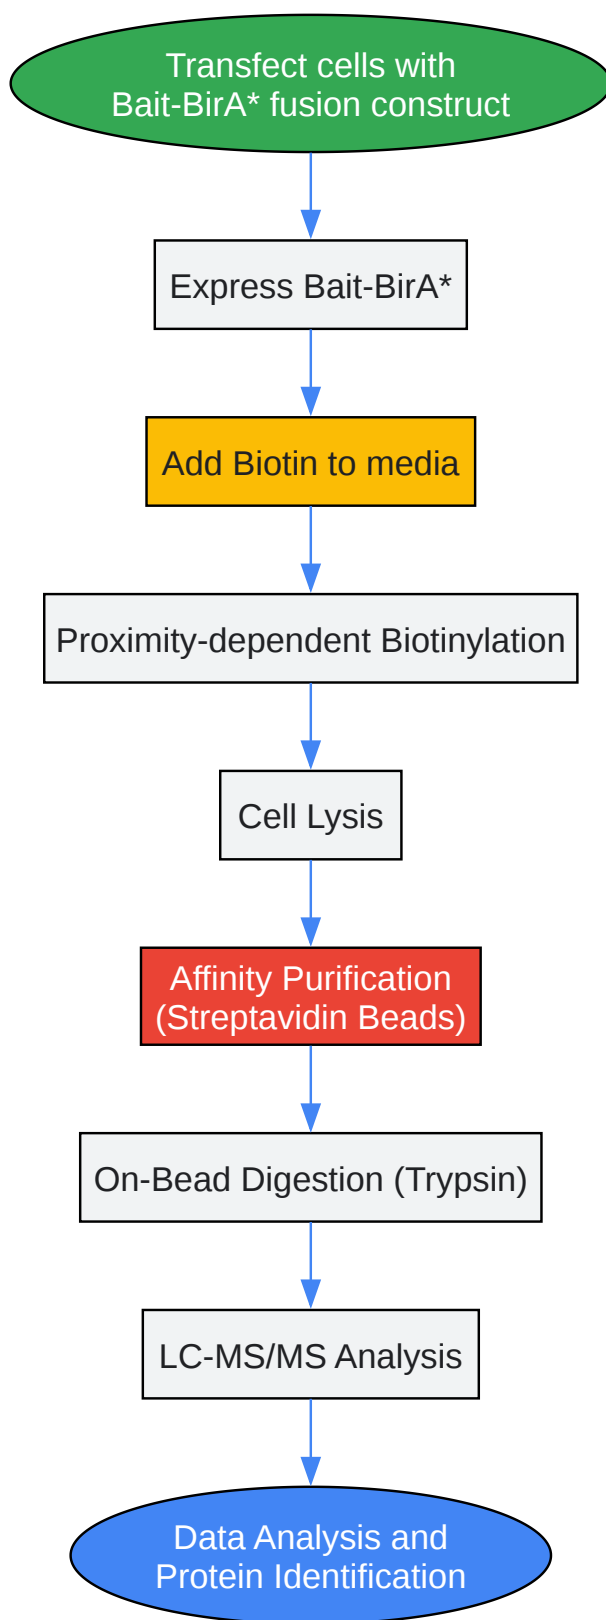 Transfect cells with
Bait-BirA* fusion construct
Express Bait-BirA*
Add Biotin to media
Proximity-dependent Biotinylation
Cell Lysis
Affinity Purification
(Streptavidin Beads)
On-Bead Digestion (Trypsin)
LC-MS/MS Analysis
Data Analysis and
Protein Identification